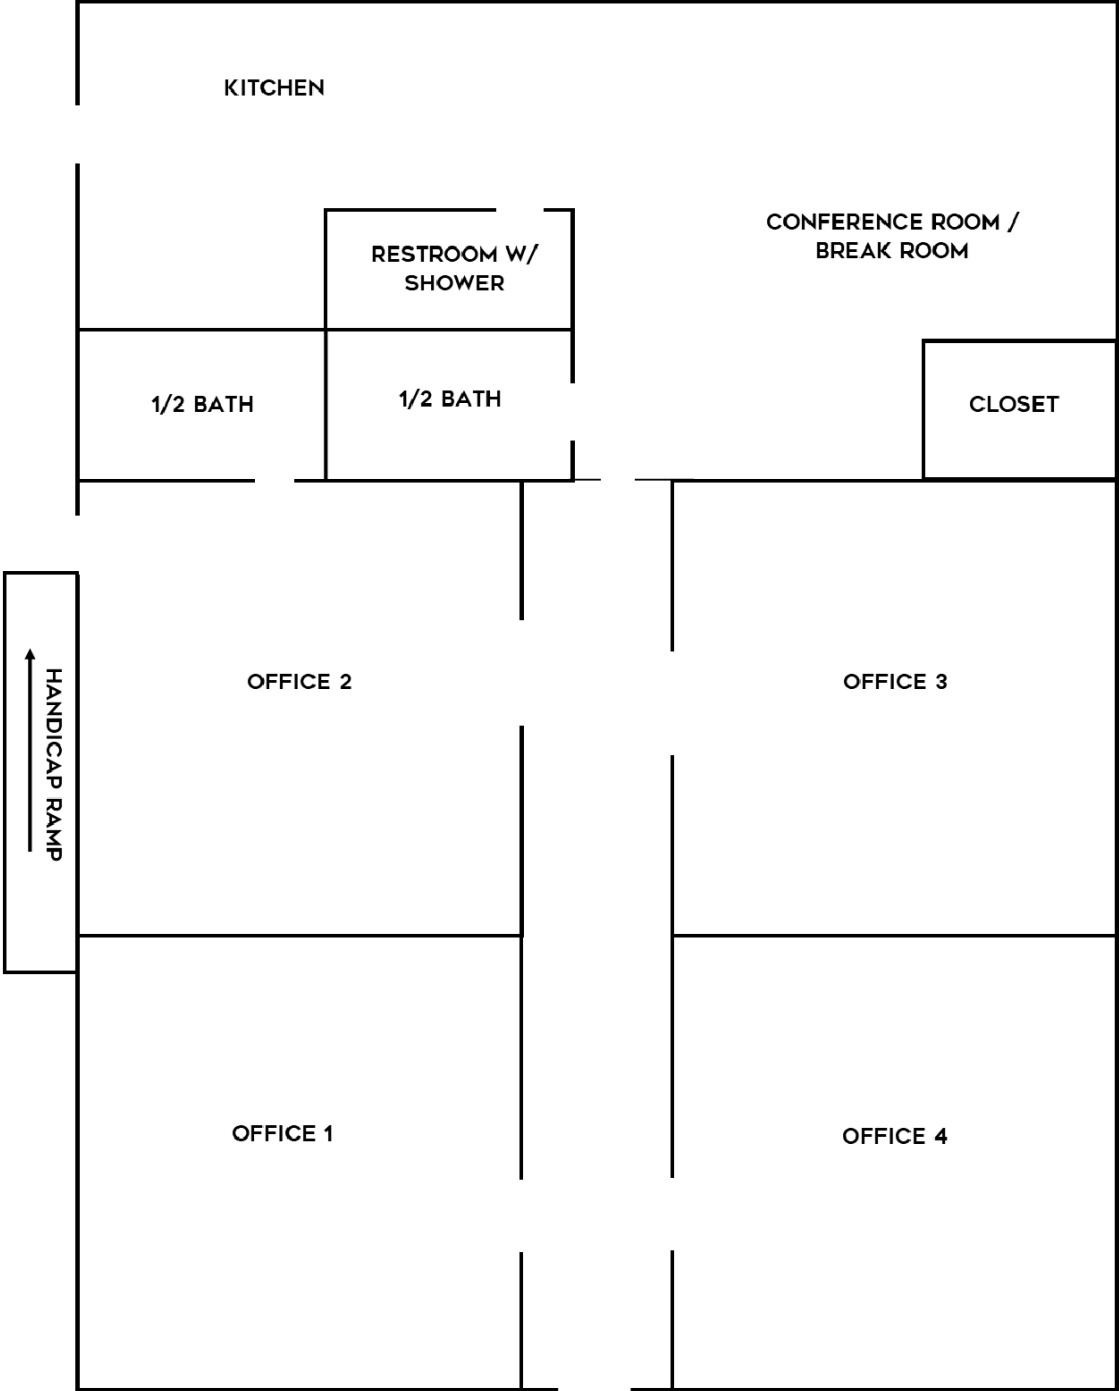 KITCHEN
CONFERENCE ROOM /
BREAK ROOM
RESTROOM W/
SHOWER
1/2 BATH
1/2 BATH
CLOSET
OFFICE 2
OFFICE 3
HANDICAP RAMP
OFFICE 1
OFFICE 4